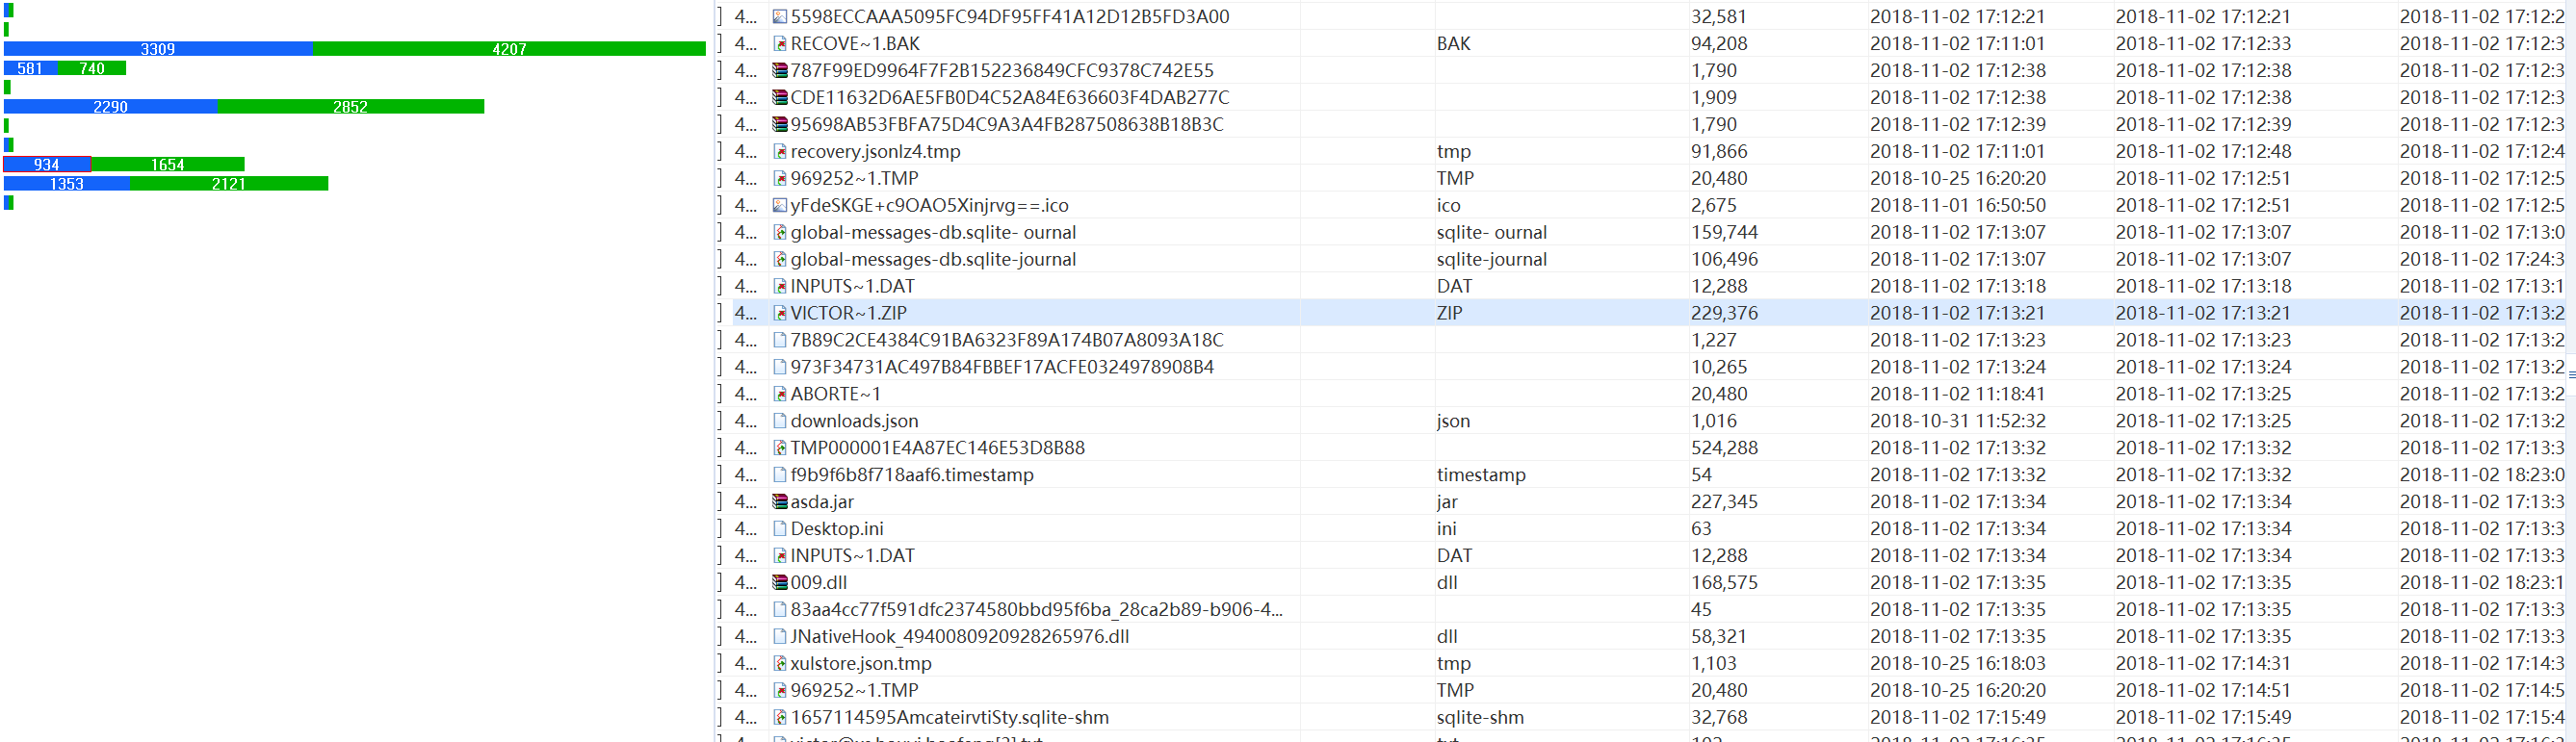 3309 4207
581 740
2290 2852
934 1654
1353 2121
] 4... 5598ECCAAA5095FC94DF95FF41A12D12B5FD3A00 32,581 2018-11-02 17:12:21 2018-11-02 17:12:21 2018-11-02 17:12:2
] 4... RECOVE~1.BAK BAK 94,208 2018-11-02 17:11:01 2018-11-02 17:12:33 2018-11-02 17:12:3
] 4... 787F99ED9964F7F2B152236849CFC9378C742E55 1,790 2018-11-02 17:12:38 2018-11-02 17:12:38 2018-11-02 17:12:3
] 4... CDE11632D6AE5FB0D4C52A84E636603F4DAB277C 1,909 2018-11-02 17:12:38 2018-11-02 17:12:38 2018-11-02 17:12:3
] 4... 95698AB53FBFA75D4C9A3A4FB287508638B18B3C 1,790 2018-11-02 17:12:39 2018-11-02 17:12:39 2018-11-02 17:12:3
] 4... recovery.jsonlz4.tmp tmp 91,866 2018-11-02 17:11:01 2018-11-02 17:12:48 2018-11-02 17:12:4
] 4... 969252~1.TMP TMP 20,480 2018-10-25 16:20:20 2018-11-02 17:12:51 2018-11-02 17:12:5
] 4... yFdeSKGE+c9OAO5Xinjrvg==.ico ico 2,675 2018-11-01 16:50:50 2018-11-02 17:12:51 2018-11-02 17:12:5
] 4... global-messages-db.sqlite- ournal sqlite- ournal 159,744 2018-11-02 17:13:07 2018-11-02 17:13:07 2018-11-02 17:13:0
] 4... global-messages-db.sqlite-journal sqlite-journal 106,496 2018-11-02 17:13:07 2018-11-02 17:13:07 2018-11-02 17:24:3
] 4... INPUTS~1.DAT DAT 12,288 2018-11-02 17:13:18 2018-11-02 17:13:18 2018-11-02 17:13:1
] 4... VICTOR~1.ZIP ZIP 229,376 2018-11-02 17:13:21 2018-11-02 17:13:21 2018-11-02 17:13:2
] 4... 7B89C2CE4384C91BA6323F89A174B07A8093A18C 1,227 2018-11-02 17:13:23 2018-11-02 17:13:23 2018-11-02 17:13:2
] 4... 973F34731AC497B84FBBEF17ACFE0324978908B4 10,265 2018-11-02 17:13:24 2018-11-02 17:13:24 2018-11-02 17:13:2
] 4... ABORTE~1 20,480 2018-11-02 11:18:41 2018-11-02 17:13:25 2018-11-02 17:13:2
] 4... downloads.json json 1,016 2018-10-31 11:52:32 2018-11-02 17:13:25 2018-11-02 17:13:2
] 4... TMP000001E4A87EC146E53D8B88 524,288 2018-11-02 17:13:32 2018-11-02 17:13:32 2018-11-02 17:13:3
] 4... f9b9f6b8f718aaf6.timestamp timestamp 54 2018-11-02 17:13:32 2018-11-02 17:13:32 2018-11-02 18:23:0
] 4... asda.jar jar 227,345 2018-11-02 17:13:34 2018-11-02 17:13:34 2018-11-02 17:13:3
] 4... Desktop.ini ini 63 2018-11-02 17:13:34 2018-11-02 17:13:34 2018-11-02 17:13:3
] 4... INPUTS~1.DAT DAT 12,288 2018-11-02 17:13:34 2018-11-02 17:13:34 2018-11-02 17:13:3
] 4... 009.dll dll 168,575 2018-11-02 17:13:35 2018-11-02 17:13:35 2018-11-02 18:23:1
] 4... 83aa4cc77f591dfc2374580bbd95f6ba_28ca2b89-b906-4... 45 2018-11-02 17:13:35 2018-11-02 17:13:35 2018-11-02 17:13:3
] 4... JNativeHook_4940080920928265976.dll dll 58,321 2018-11-02 17:13:35 2018-11-02 17:13:35 2018-11-02 17:13:3
] 4... xulstore.json.tmp tmp 1,103 2018-10-25 16:18:03 2018-11-02 17:14:31 2018-11-02 17:14:3
] 4... 969252~1.TMP TMP 20,480 2018-10-25 16:20:20 2018-11-02 17:14:51 2018-11-02 17:14:5
] 4... 1657114595AmcateirvtiSty.sqlite-shm sqlite-shm 32,768 2018-11-02 17:15:49 2018-11-02 17:15:49 2018-11-02 17:15:4